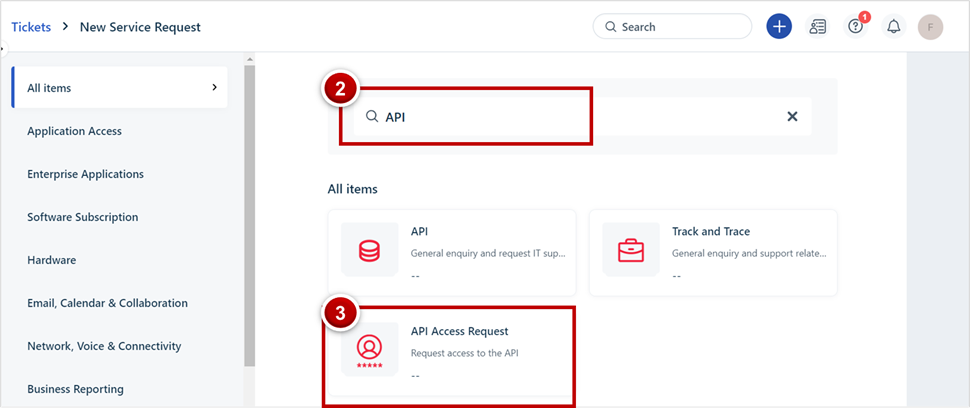 Tickets > New Service Request
Search
1
F
All items >
Application Access
Enterprise Applications
Software Subscription
Hardware
Email, Calendar & Collaboration
Network, Voice & Connectivity
Business Reporting
2
API
All items
API
General enquiry and request IT sup...
--
Track and Trace
General enquiry and support relate...
--
3
API Access Request
Request access to the API
--